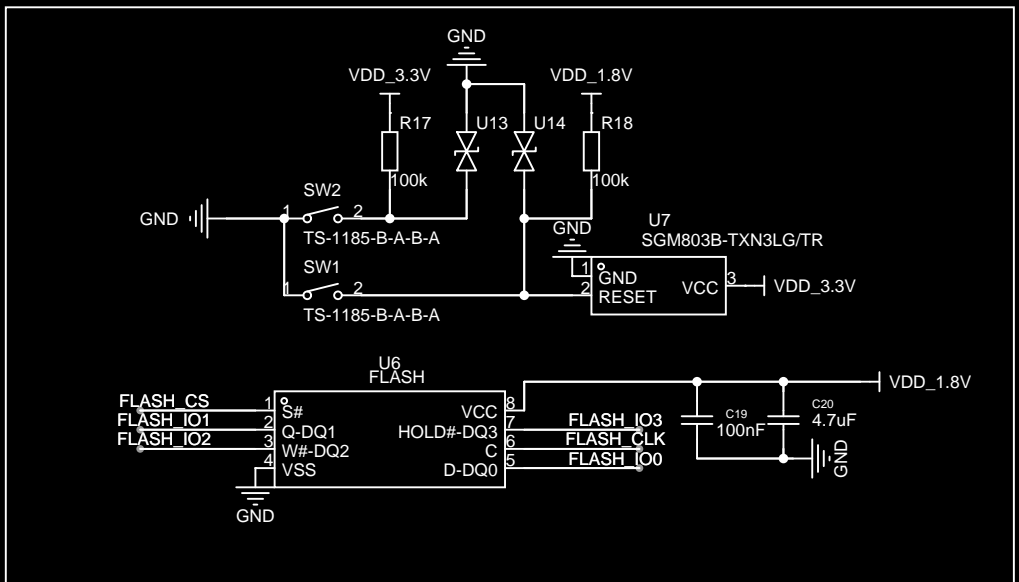 GND
VDD_3.3V
VDD_1.8V
R17
U13
U14
R18
100k
100k
SW2
GND
1
2
TS-1185-B-A-B-A
SW1
1
2
TS-1185-B-A-B-A
U7
SGM803B-TXN3LG/TR
GND
1
GND
2
RESET
VCC
3
VDD_3.3V
U6
FLASH
FLASH_CS
1
S#
FLASH_IO1
2
Q-DQ1
FLASH_IO2
3
W#-DQ2
4
VSS
GND
VCC
8
HOLD#-DQ3
7
FLASH_IO3
C
6
FLASH_CLK
D-DQ0
5
FLASH_IO0
VDD_1.8V
C19
100nF
C20
4.7uF
GND